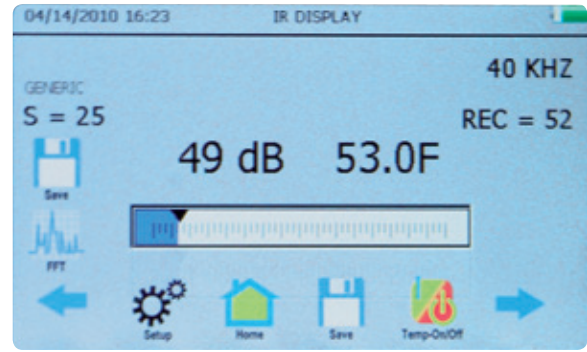 04/14/2010 16:23 IR DISPLAY
40 KHZ
GENERIC
S = 25
REC = 52
49 dB 53.0F
Save
FFT
Setup Home Save Temp-On/Off